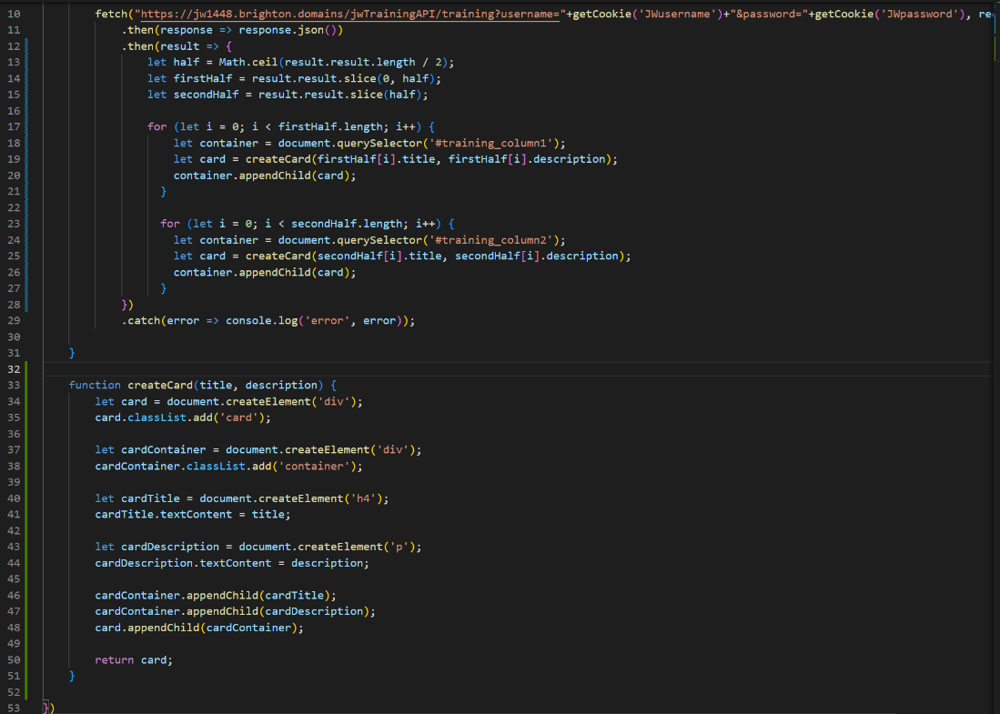 10 fetch("https://jw1448.brighton.domains/jwTrainingAPI/training?username="+getCookie('JWusername')+"&password="+getCookie('JWpassword'), re
11 .then(response => response.json())
12 .then(result => {
13 let half = Math.ceil(result.result.length / 2);
14 let firstHalf = result.result.slice(0, half);
15 let secondHalf = result.result.slice(half);
16
17 for (let i = 0; i < firstHalf.length; i++) {
18 let container = document.querySelector('#training_column1');
19 let card = createCard(firstHalf[i].title, firstHalf[i].description);
20 container.appendChild(card);
21 }
22
23 for (let i = 0; i < secondHalf.length; i++) {
24 let container = document.querySelector('#training_column2');
25 let card = createCard(secondHalf[i].title, secondHalf[i].description);
26 container.appendChild(card);
27 }
28 })
29 .catch(error => console.log('error', error));
30
31 }
32
33 function createCard(title, description) {
34 let card = document.createElement('div');
35 card.classList.add('card');
36
37 let cardContainer = document.createElement('div');
38 cardContainer.classList.add('container');
39
40 let cardTitle = document.createElement('h4');
41 cardTitle.textContent = title;
42
43 let cardDescription = document.createElement('p');
44 cardDescription.textContent = description;
45
46 cardContainer.appendChild(cardTitle);
47 cardContainer.appendChild(cardDescription);
48 card.appendChild(cardContainer);
49
50 return card;
51 }
52
53 })